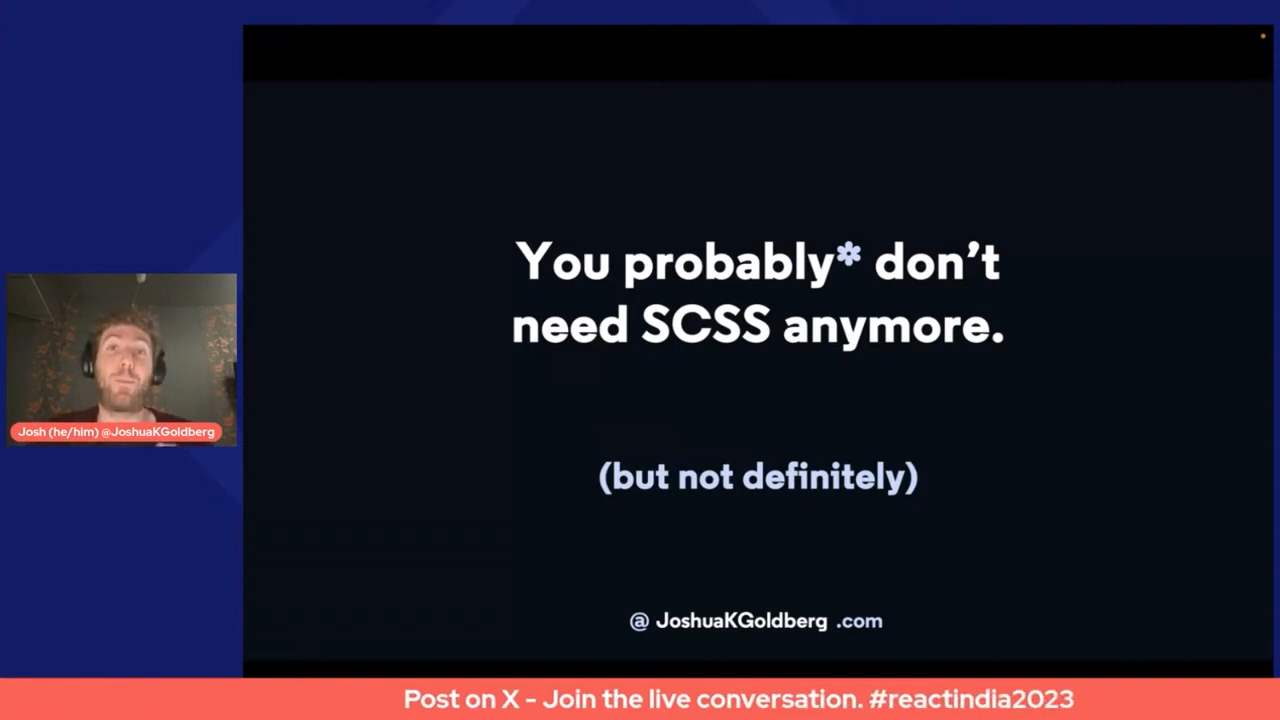 You probably* don't
need SCSS anymore.
(but not definitely)
@ JoshuaKGoldberg .com
Josh (he/him) @JoshuaKGoldberg
Post on X - Join the live conversation. #reactindia2023